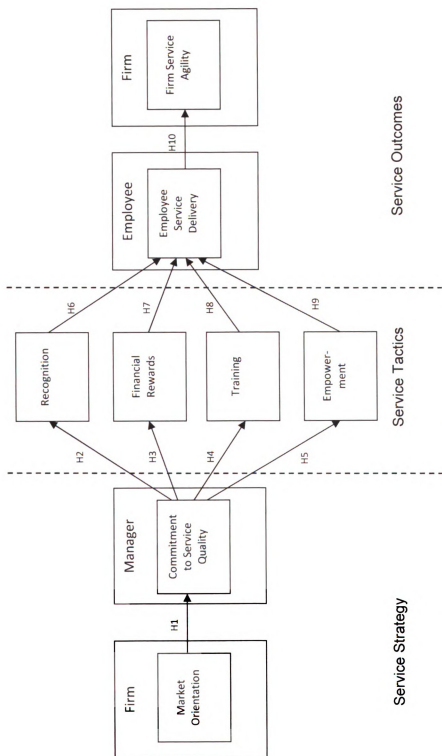 Firm
Market
Orientation
H1
Manager
Commitment
to Service
Quality
H2
H3
H4
H5
Recognition
Financial
Rewards
Training
Empower-
ment
H6
H7
H8
H9
Employee
Employee
Service
Delivery
H10
Firm
Firm Service
Agility
Service Strategy
Service Tactics
Service Outcomes